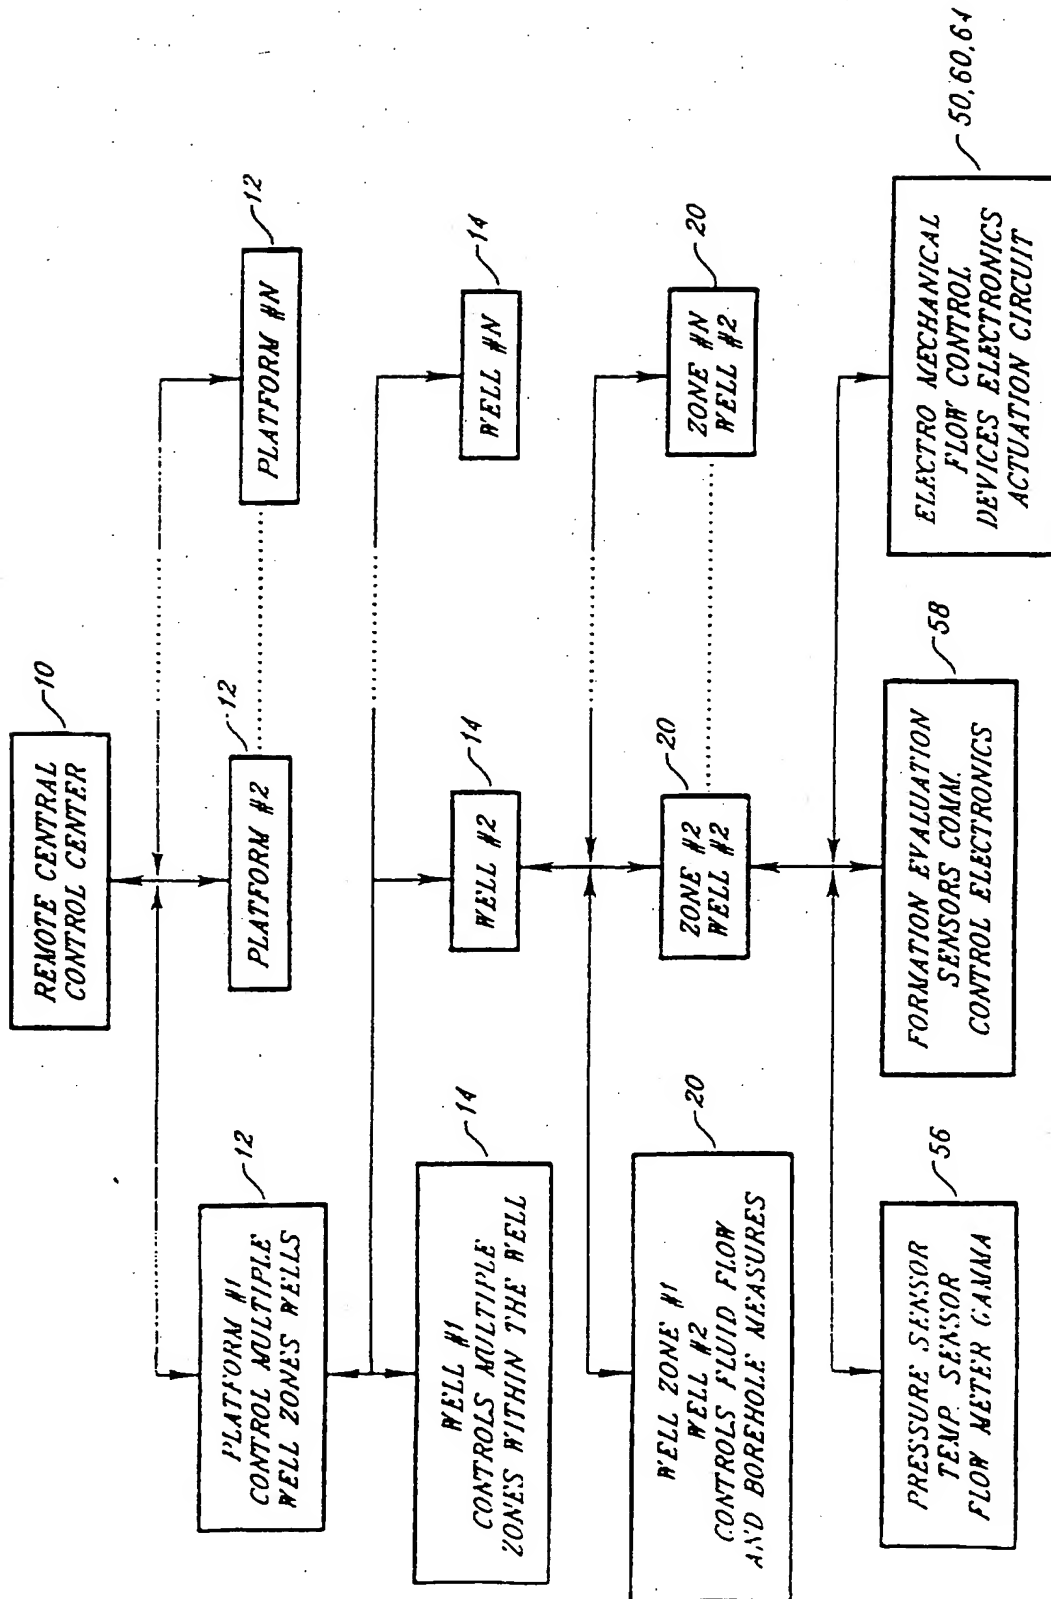 REMOTE CENTRAL
CONTROL CENTER
10
PLATFORM #1
CONTROL MULTIPLE
WELL ZONES WELLS
12
PLATFORM #2
12
PLATFORM #N
12
WELL #1
CONTROLS MULTIPLE
ZONES WITHIN THE WELL
14
WELL #2
14
WELL #N
14
WELL ZONE #1
WELL #2
CONTROLS FLUID FLOW
AND BOREHOLE MEASURES
20
ZONE #2
WELL #2
20
ZONE #N
WELL #2
20
PRESSURE SENSOR
TEMP. SENSOR
FLOW METER GAMMA
56
FORMATION EVALUATION
SENSORS COMM.
CONTROL ELECTRONICS
58
ELECTRO MECHANICAL
FLOW CONTROL
DEVICES ELECTRONICS
ACTUATION CIRCUIT
50,60,64